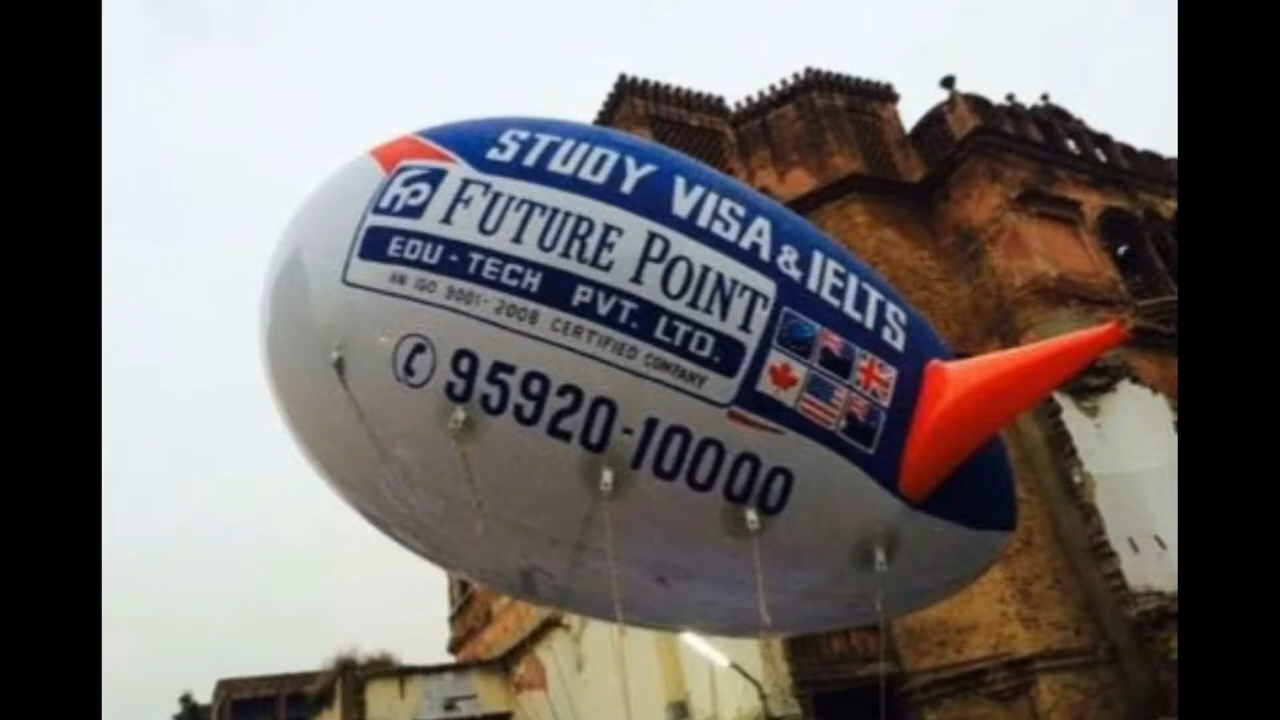 STUDY VISA & IELTS
FP FUTURE POINT
EDU-TECH PVT. LTD.
AN ISO 9001-2008 CERTIFIED COMPANY
95920-10000